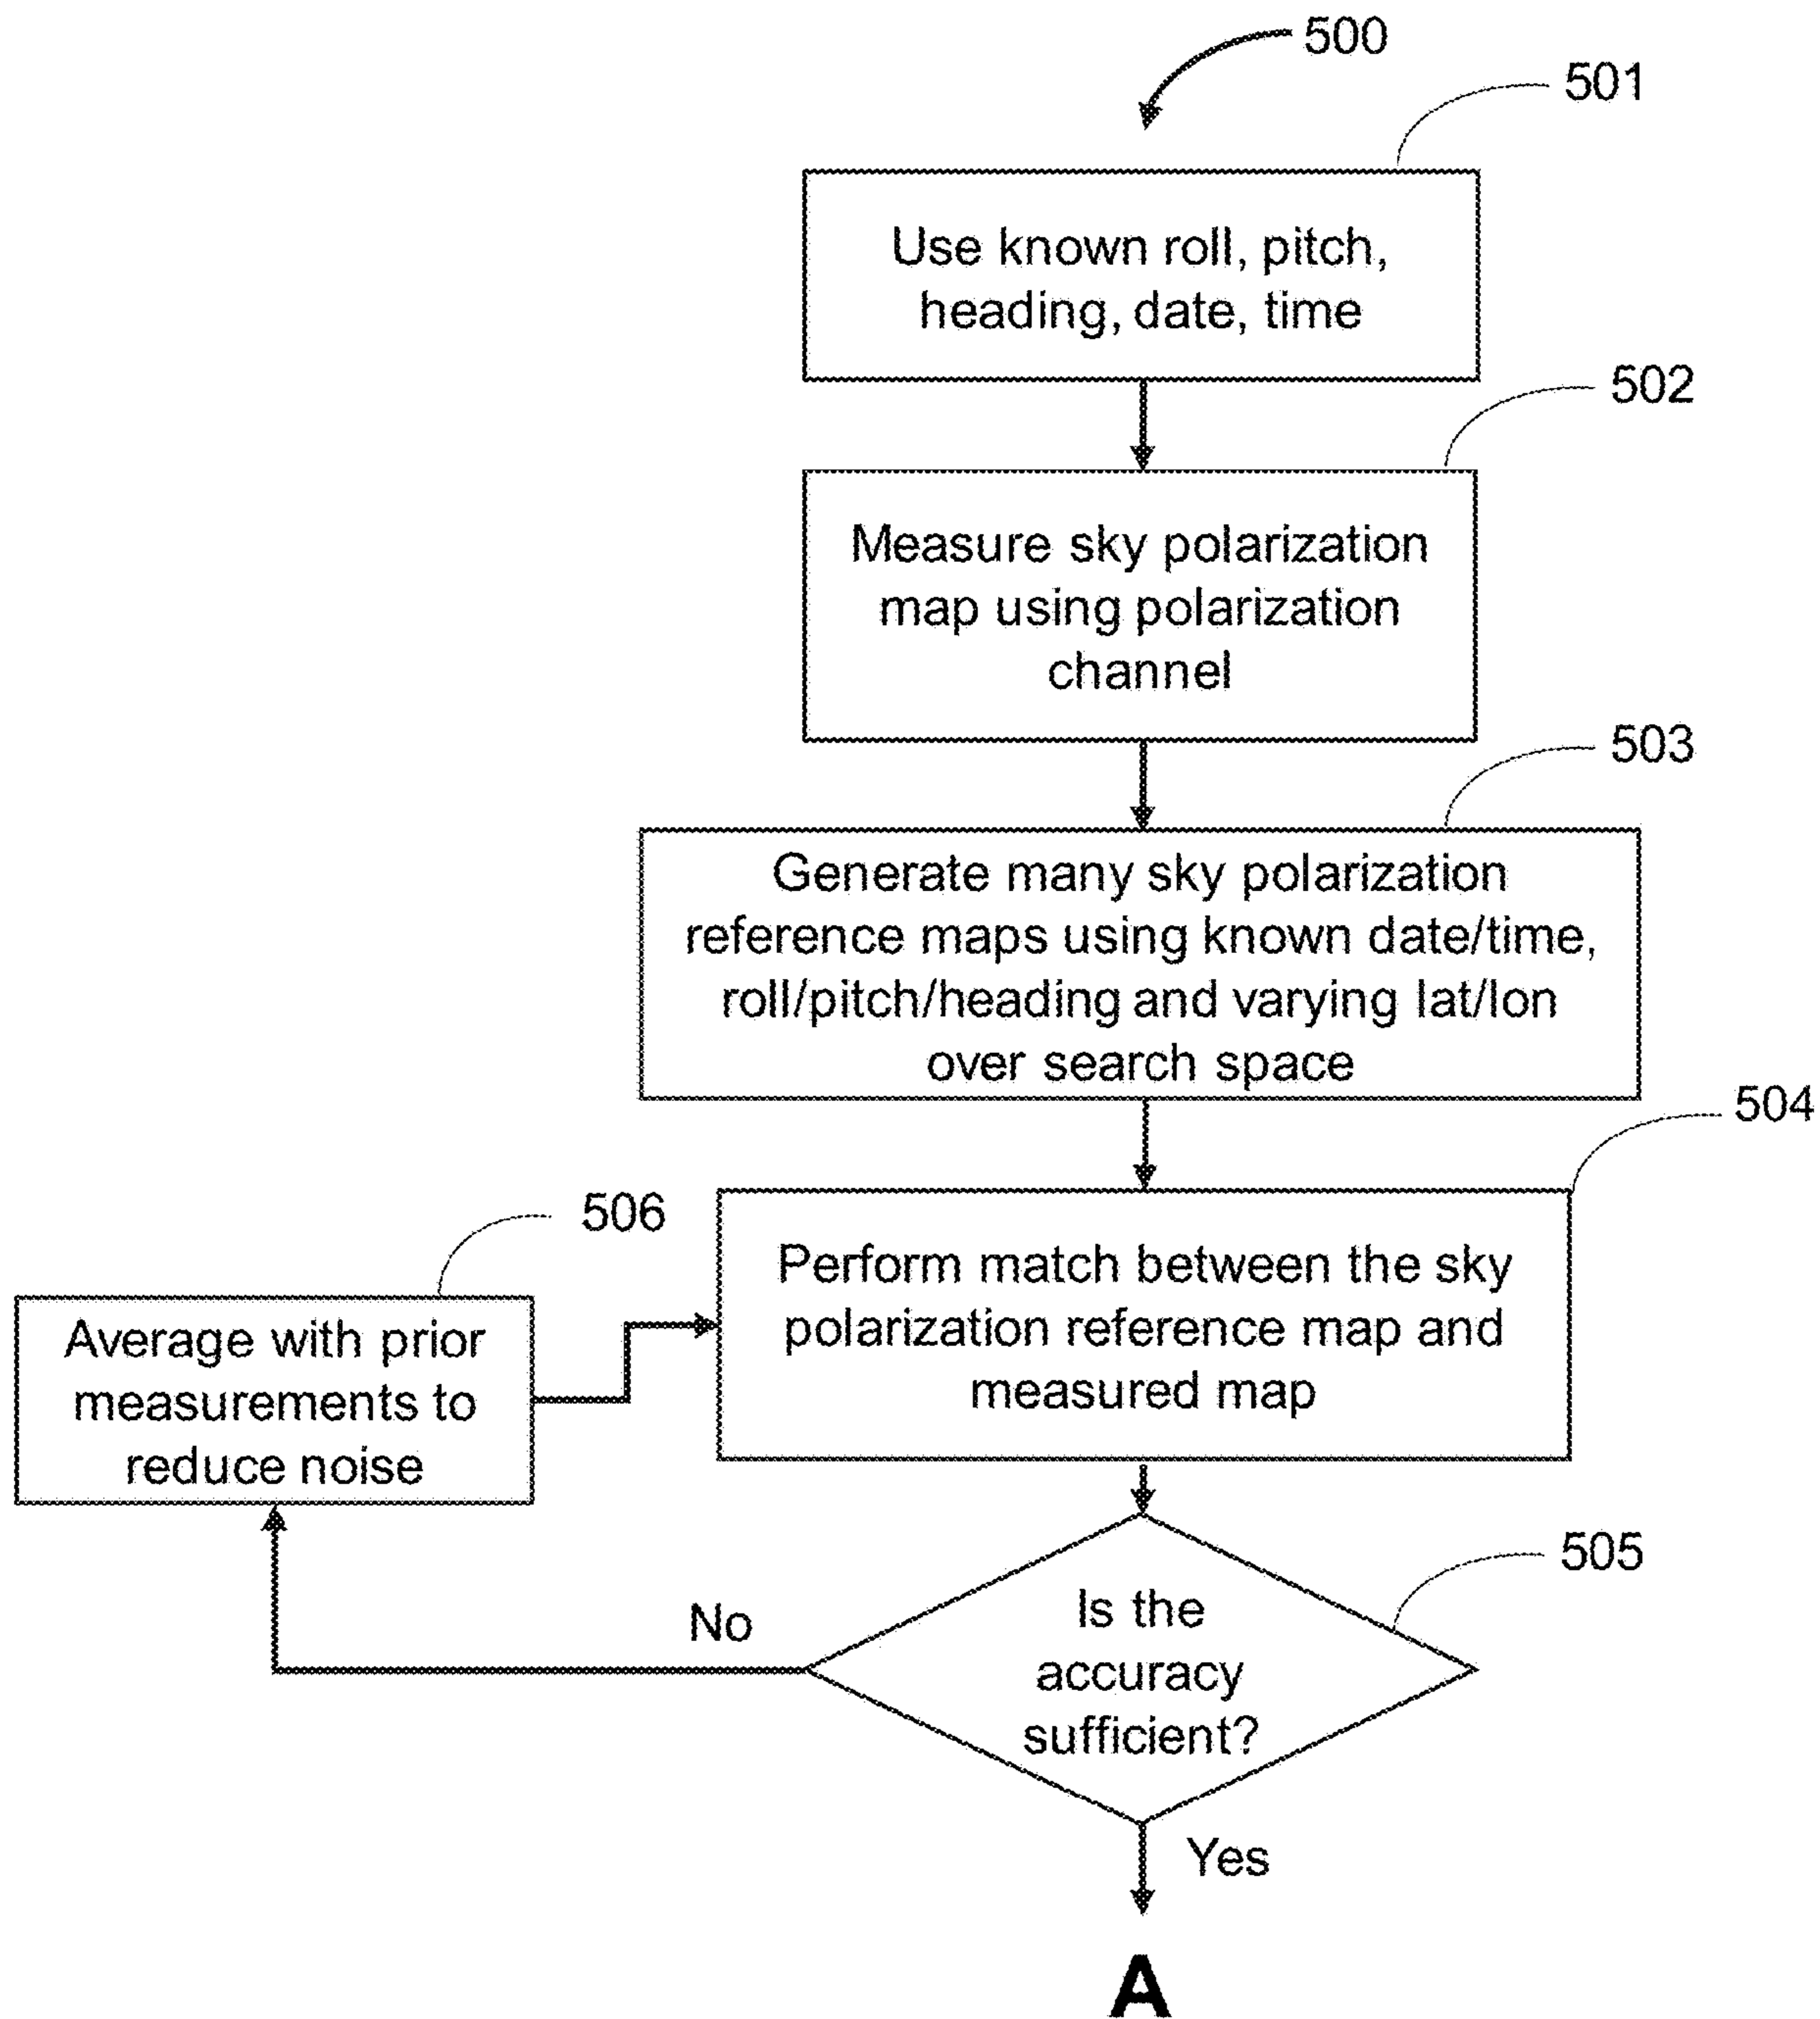 500
501
Use known roll, pitch,
heading, date, time
502
Measure sky polarization
map using polarization
channel
503
Generate many sky polarization
reference maps using known date/time,
roll/pitch/heading and varying lat/lon
over search space
504
Perform match between the sky
polarization reference map and
measured map
506
Average with prior
measurements to
reduce noise
505
Is the
accuracy
sufficient?
No
Yes
A